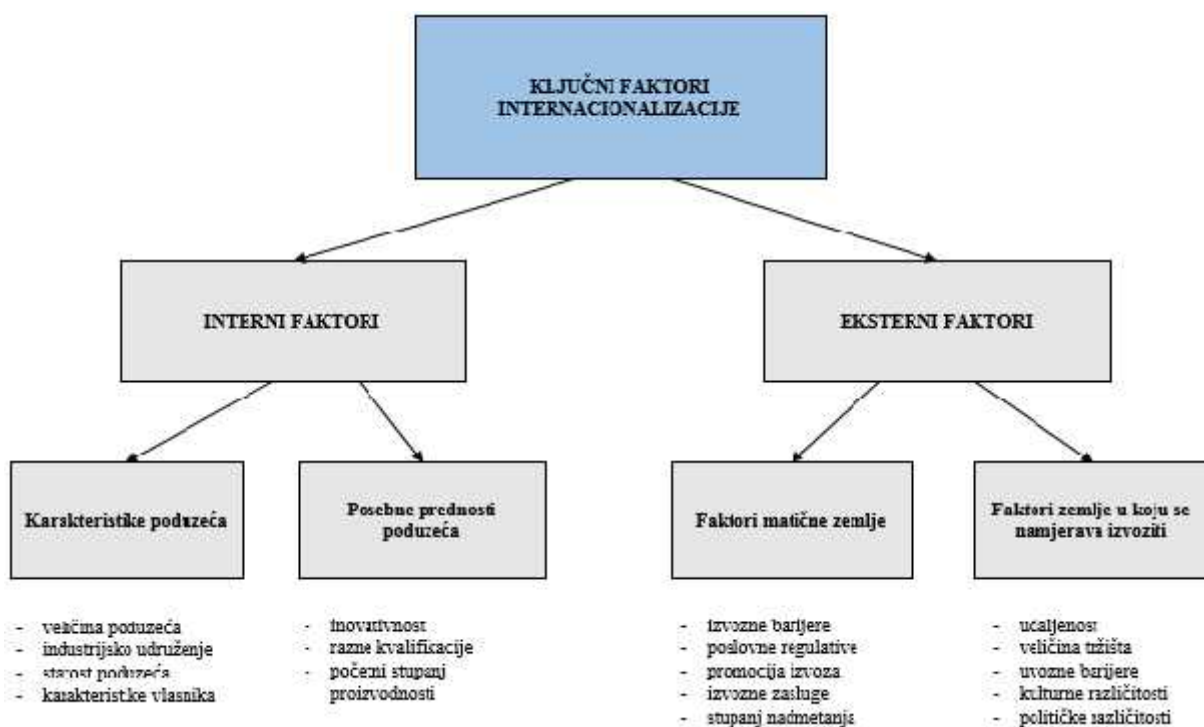 KLJUČNI FAKTORI
INTERNACIONALIZACIJE
INTERNI FAKTORI
EKSTERNI FAKTORI
Karakteristike poduzeća
Posebne prednosti
poduzeća
Faktori matične zemlje
Faktori zemlje u koju se
namjerava izvoziti
- veličina poduzeća
- industrijsko udruženje
- starost poduzeća
- karakteristike vlasnika
- inovativnost
- razne kvalifikacije
- početni stupanj
proizvodnosti
- izvozne barijere
- poslovne regulative
- promocija izvoza
- izvozne zasluge
- stupanj nadmetanja
- udaljenost
- veličina tržišta
- uvozne barijere
- kulturne različitosti
- političke različitosti